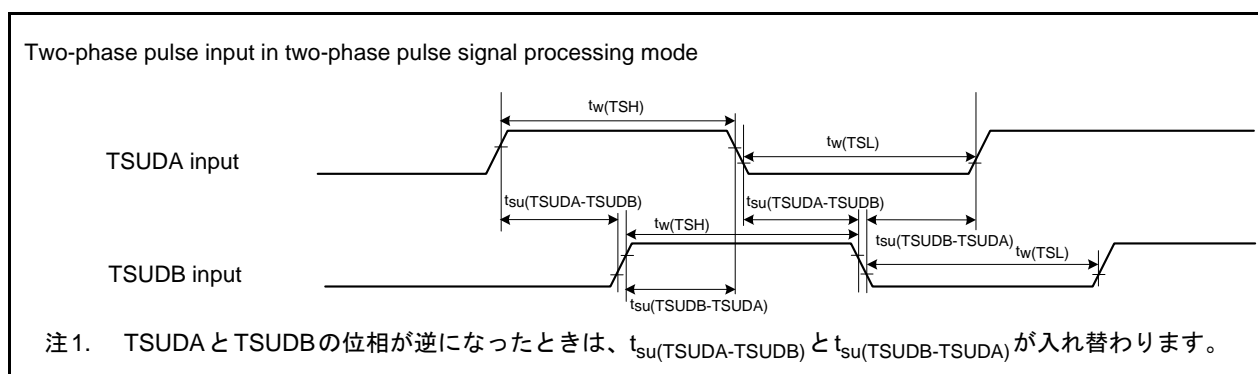 Two-phase pulse input in two-phase pulse signal processing mode
tw(TSH)
TSUDA input
tw(TSL)
tsu(TSUDA-TSUDB)
tsu(TSUDA-TSUDB)
tw(TSH)
tsu(TSUDB-TSUDA)
tw(TSL)
TSUDB input
tsu(TSUDB-TSUDA)
注1. TSUDAとTSUDBの位相が逆になったときは、tsu(TSUDA-TSUDB)とtsu(TSUDB-TSUDA)が入れ替わります。